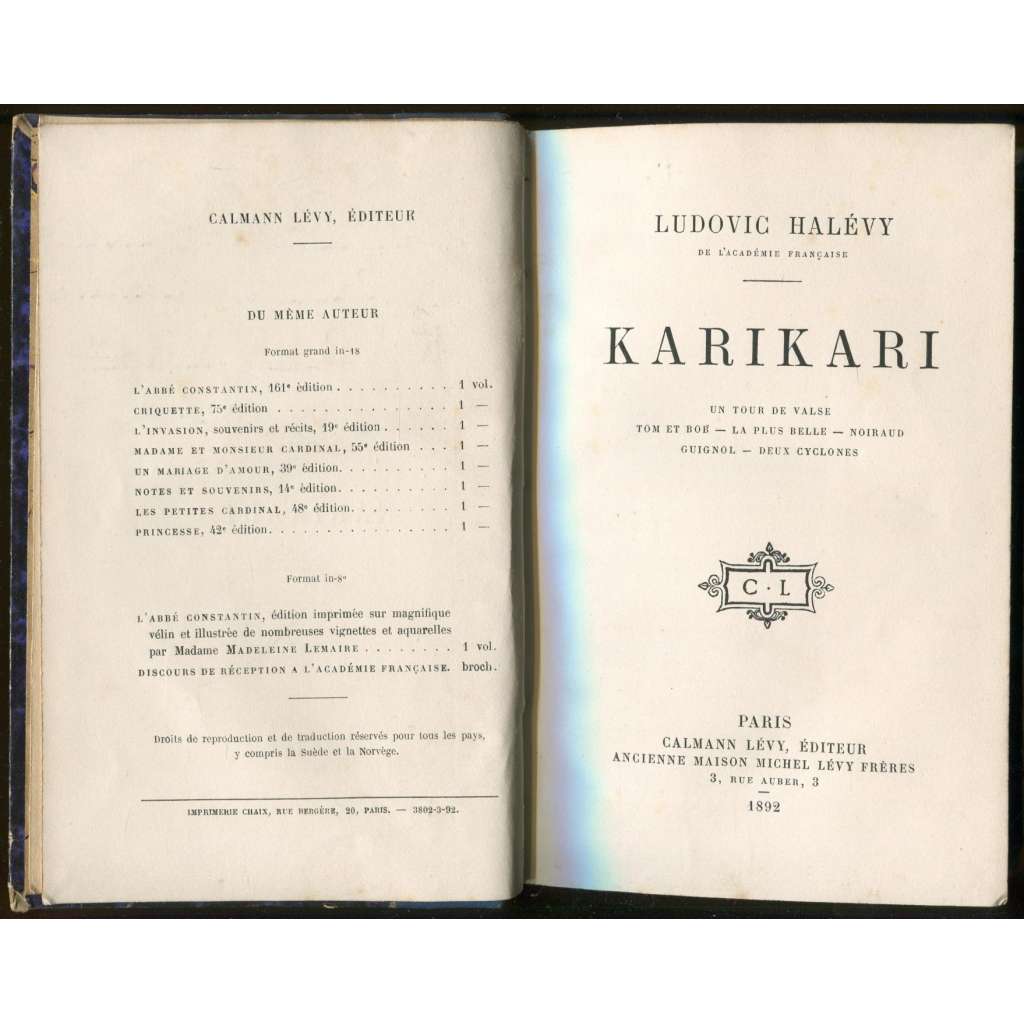 CALMANN LÉVY, ÉDITEUR
DU MÊME AUTEUR
Format grand in-18
L'ABBÉ CONSTANTIN, 161e édition . . . . . . . . . . 1 vol.
CRIQUETTE, 75e édition . . . . . . . . . . . . . . . 1 —
L'INVASION, souvenirs et récits, 19e édition . . . . . . 1 —
MADAME ET MONSIEUR CARDINAL, 55e édition . . . . 1 —
UN MARIAGE D'AMOUR, 39e édition. . . . . . . . . . 1 —
NOTES ET SOUVENIRS, 14e édition. . . . . . . . . . 1 —
LES PETITES CARDINAL, 48e édition. . . . . . . . . 1 —
PRINCESSE, 42e édition. . . . . . . . . . . . . . . 1 —
Format in-8o
L'ABBÉ CONSTANTIN, édition imprimée sur magnifique
vélin et illustrée de nombreuses vignettes et aquarelles
par Madame MADELEINE LEMAIRE . . . . . . . . 1 vol.
DISCOURS DE RÉCEPTION A L'ACADÉMIE FRANÇAISE. broch.
Droits de reproduction et de traduction réservés pour tous les pays,
y compris la Suède et la Norvège.
IMPRIMERIE CHAIX, RUE BERGÈRE, 20, PARIS. — 3802-3-92.
LUDOVIC HALÉVY
DE L'ACADÉMIE FRANÇAISE
KARIKARI
UN TOUR DE VALSE
TOM ET BOB — LA PLUS BELLE — NOIRAUD
GUIGNOL — DEUX CYCLONES
C · L
PARIS
CALMANN LÉVY, ÉDITEUR
ANCIENNE MAISON MICHEL LÉVY FRÈRES
3, RUE AUBER, 3
1892